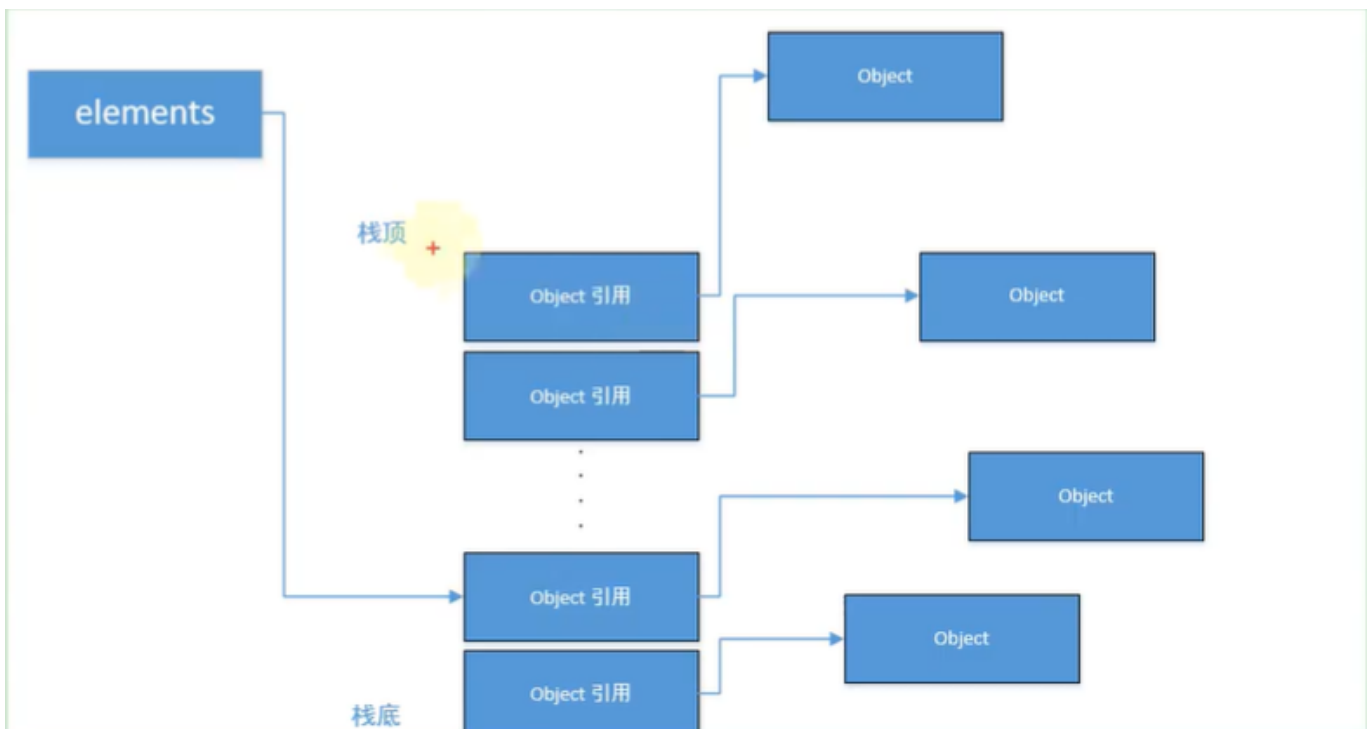 Object
elements
栈顶
Object 引用
Object
Object 引用
Object
Object 引用
Object
Object 引用
栈底